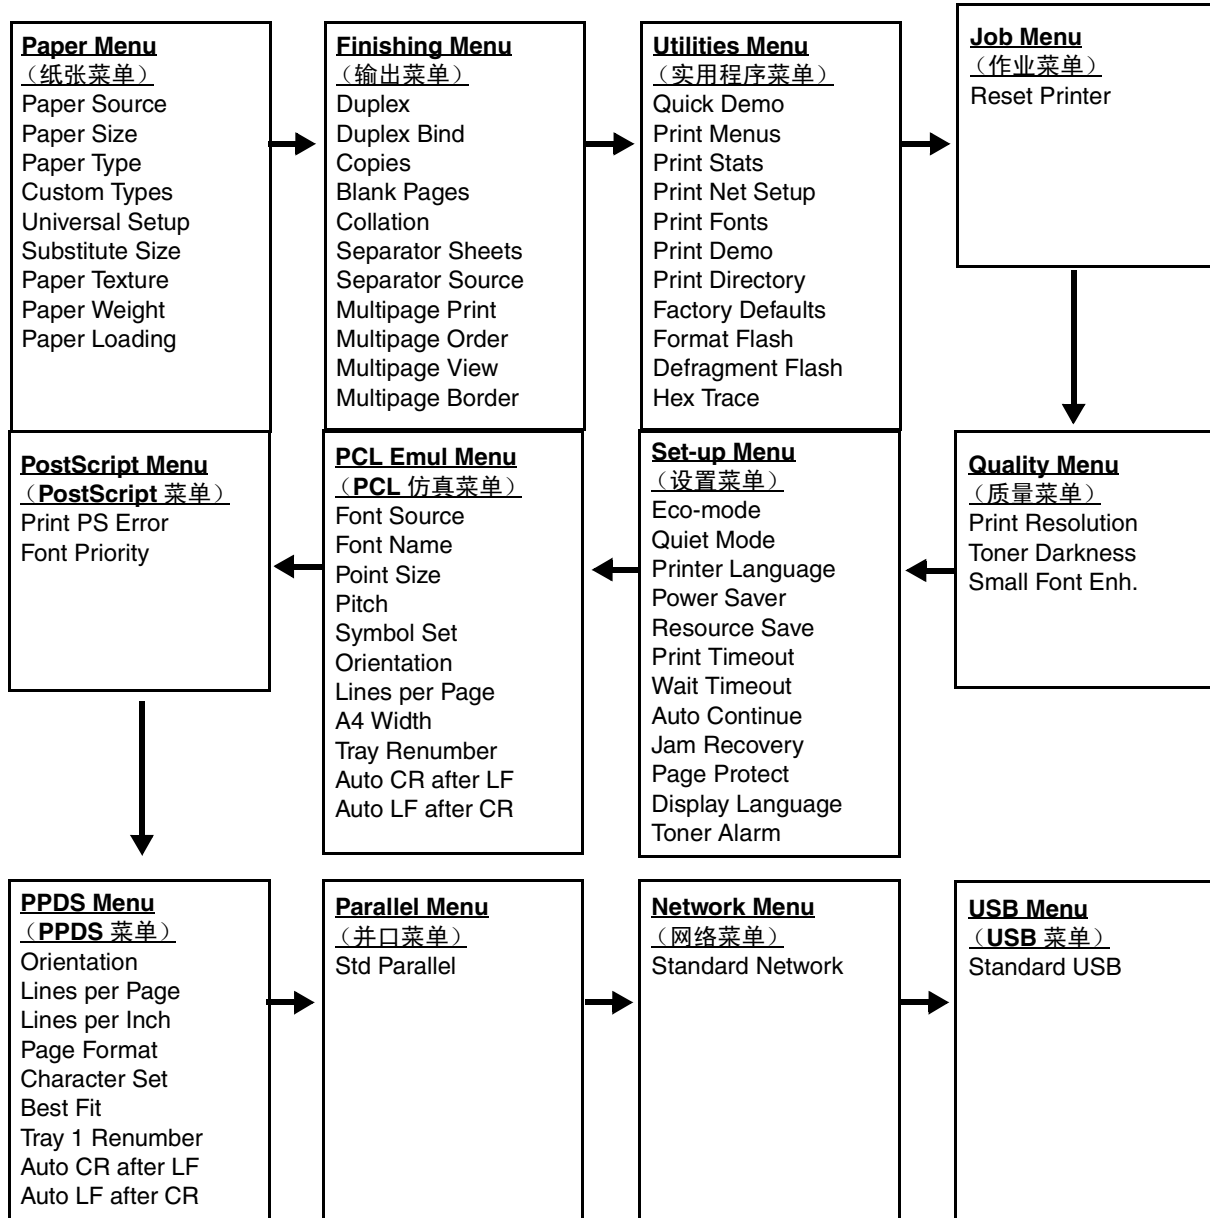 Paper Menu
（纸张菜单）
Paper Source
Paper Size
Paper Type
Custom Types
Universal Setup
Substitute Size
Paper Texture
Paper Weight
Paper Loading
Finishing Menu
（输出菜单）
Duplex
Duplex Bind
Copies
Blank Pages
Collation
Separator Sheets
Separator Source
Multipage Print
Multipage Order
Multipage View
Multipage Border
Utilities Menu
（实用程序菜单）
Quick Demo
Print Menus
Print Stats
Print Net Setup
Print Fonts
Print Demo
Print Directory
Factory Defaults
Format Flash
Defragment Flash
Hex Trace
Job Menu
（作业菜单）
Reset Printer
Quality Menu
（质量菜单）
Print Resolution
Toner Darkness
Small Font Enh.
Set-up Menu
（设置菜单）
Eco-mode
Quiet Mode
Printer Language
Power Saver
Resource Save
Print Timeout
Wait Timeout
Auto Continue
Jam Recovery
Page Protect
Display Language
Toner Alarm
PCL Emul Menu
（PCL 仿真菜单）
Font Source
Font Name
Point Size
Pitch
Symbol Set
Orientation
Lines per Page
A4 Width
Tray Renumber
Auto CR after LF
Auto LF after CR
PostScript Menu
（PostScript 菜单）
Print PS Error
Font Priority
PPDS Menu
（PPDS 菜单）
Orientation
Lines per Page
Lines per Inch
Page Format
Character Set
Best Fit
Tray 1 Renumber
Auto CR after LF
Auto LF after CR
Parallel Menu
（并口菜单）
Std Parallel
Network Menu
（网络菜单）
Standard Network
USB Menu
（USB 菜单）
Standard USB